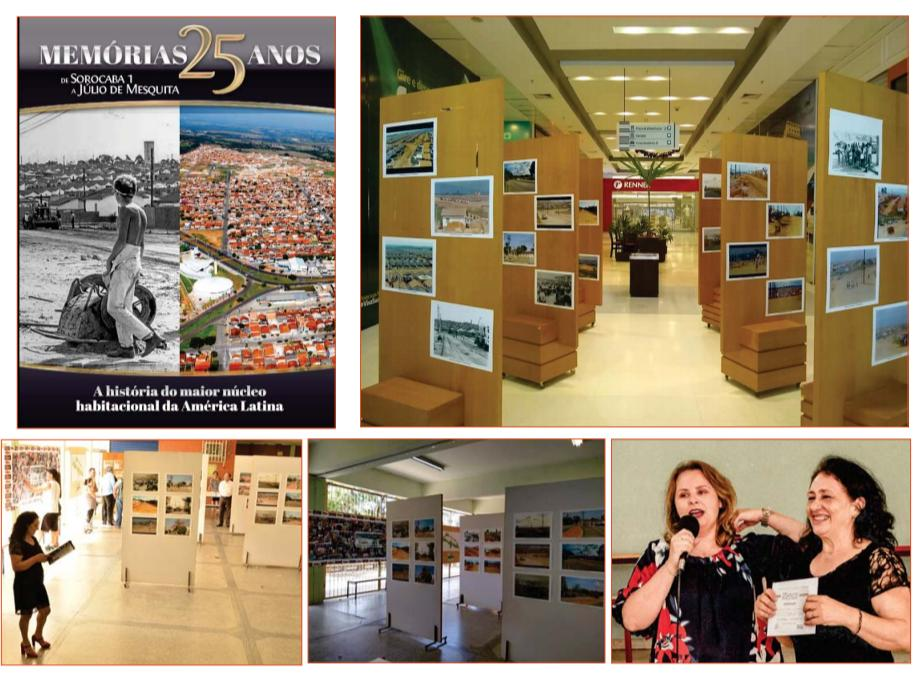 MEMÓRIAS 25 ANOS
DE SOROCABA 1
A JÚLIO DE MESQUITA
A história do maior núcleo
habitacional da América Latina
RENNER